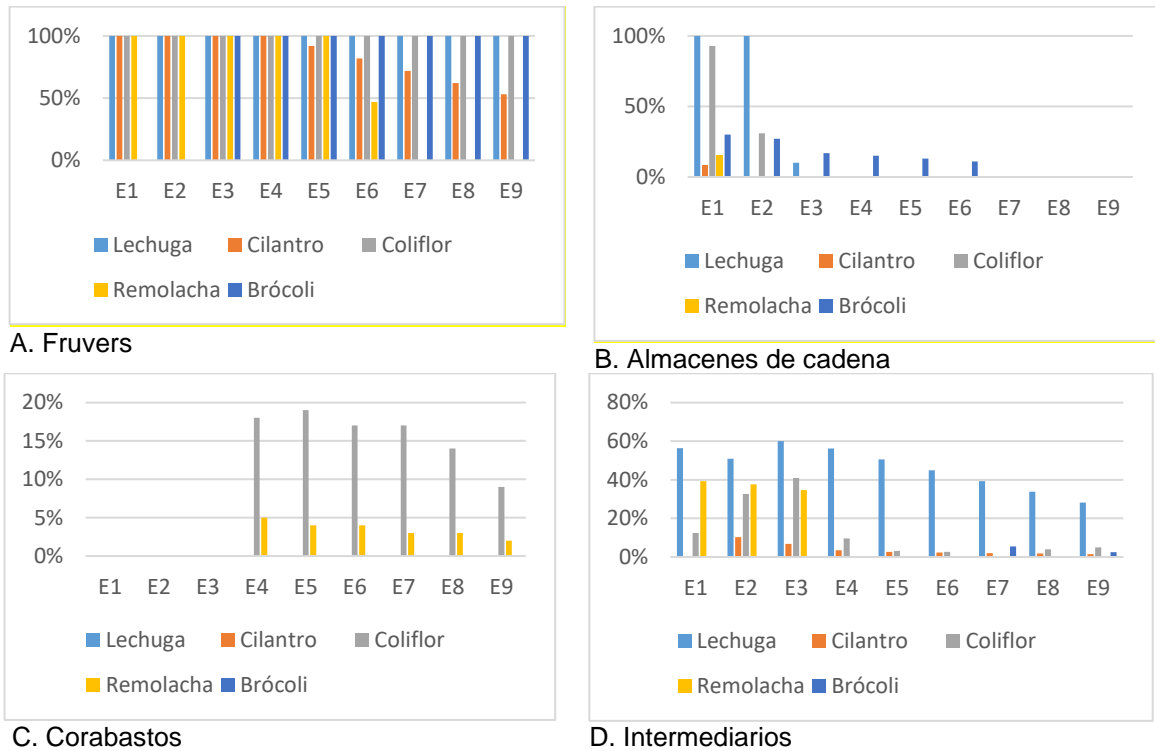 100%
50%
0%
E1 E2 E3 E4 E5 E6 E7 E8 E9
Lechuga Cilantro Coliflor
Remolacha Brócoli
A. Fruvers
100%
50%
0%
E1 E2 E3 E4 E5 E6 E7 E8 E9
Lechuga Cilantro Coliflor
Remolacha Brócoli
B. Almacenes de cadena
20%
15%
10%
5%
0%
E1 E2 E3 E4 E5 E6 E7 E8 E9
Lechuga Cilantro Coliflor
Remolacha Brócoli
C. Corabastos
80%
60%
40%
20%
0%
E1 E2 E3 E4 E5 E6 E7 E8 E9
Lechuga Cilantro Coliflor
Remolacha Brócoli
D. Intermediarios